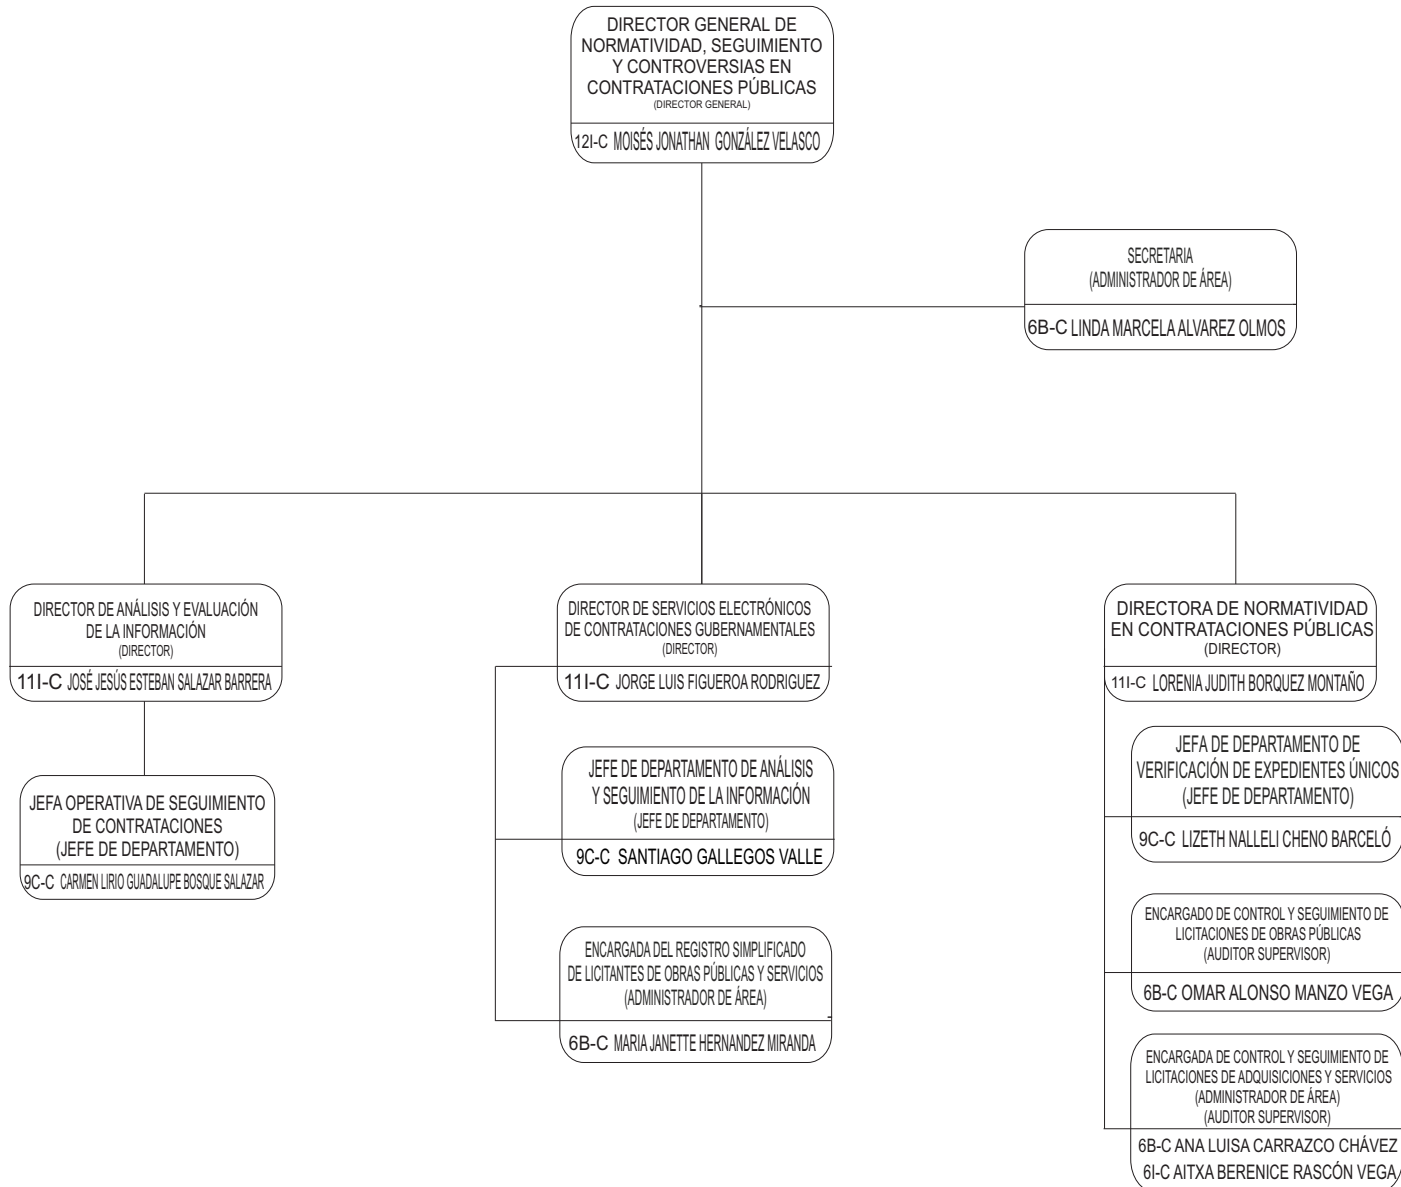 DIRECTOR GENERAL DE
NORMATIVIDAD, SEGUIMIENTO
Y CONTROVERSIAS EN
CONTRATACIONES PÚBLICAS
(DIRECTOR GENERAL)
12I-C MOISÉS JONATHAN GONZÁLEZ VELASCO
SECRETARIA
(ADMINISTRADOR DE ÁREA)
6B-C LINDA MARCELA ALVAREZ OLMOS
DIRECTOR DE ANÁLISIS Y EVALUACIÓN
DE LA INFORMACIÓN
(DIRECTOR)
11I-C JOSÉ JESÚS ESTEBAN SALAZAR BARRERA
JEFA OPERATIVA DE SEGUIMIENTO
DE CONTRATACIONES
(JEFE DE DEPARTAMENTO)
9C-C CARMEN LIRIO GUADALUPE BOSQUE SALAZAR
DIRECTOR DE SERVICIOS ELECTRÓNICOS
DE CONTRATACIONES GUBERNAMENTALES
(DIRECTOR)
11I-C JORGE LUIS FIGUEROA RODRIGUEZ
JEFE DE DEPARTAMENTO DE ANÁLISIS
Y SEGUIMIENTO DE LA INFORMACIÓN
(JEFE DE DEPARTAMENTO)
9C-C SANTIAGO GALLEGOS VALLE
ENCARGADA DEL REGISTRO SIMPLIFICADO
DE LICITANTES DE OBRAS PÚBLICAS Y SERVICIOS
(ADMINISTRADOR DE ÁREA)
6B-C MARIA JANETTE HERNANDEZ MIRANDA
DIRECTORA DE NORMATIVIDAD
EN CONTRATACIONES PÚBLICAS
(DIRECTOR)
11I-C LORENIA JUDITH BORQUEZ MONTAÑO
JEFA DE DEPARTAMENTO DE
VERIFICACIÓN DE EXPEDIENTES ÚNICOS
(JEFE DE DEPARTAMENTO)
9C-C LIZETH NALLELI CHENO BARCELÓ
ENCARGADO DE CONTROL Y SEGUIMIENTO DE
LICITACIONES DE OBRAS PÚBLICAS
(AUDITOR SUPERVISOR)
6B-C OMAR ALONSO MANZO VEGA
ENCARGADA DE CONTROL Y SEGUIMIENTO DE
LICITACIONES DE ADQUISICIONES Y SERVICIOS
(ADMINISTRADOR DE ÁREA)
(AUDITOR SUPERVISOR)
6B-C ANA LUISA CARRAZCO CHÁVEZ
6I-C AITXA BERENICE RASCÓN VEGA